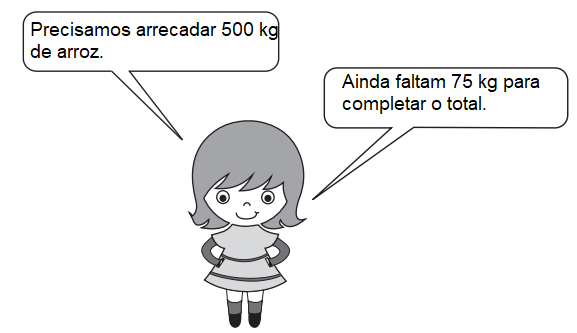 Precisamos arrecadar 500 kg
de arroz.
Ainda faltam 75 kg para
completar o total.